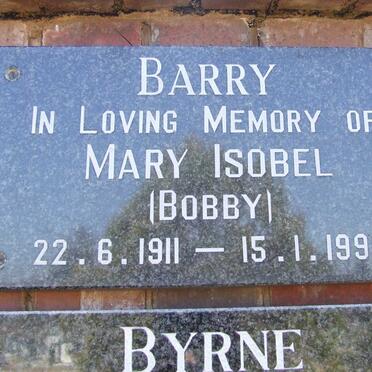 BARRY
IN LOVING MEMORY OF
MARY ISOBEL
(BOBBY)
22.6.1911 — 15.1.199
BYRNE